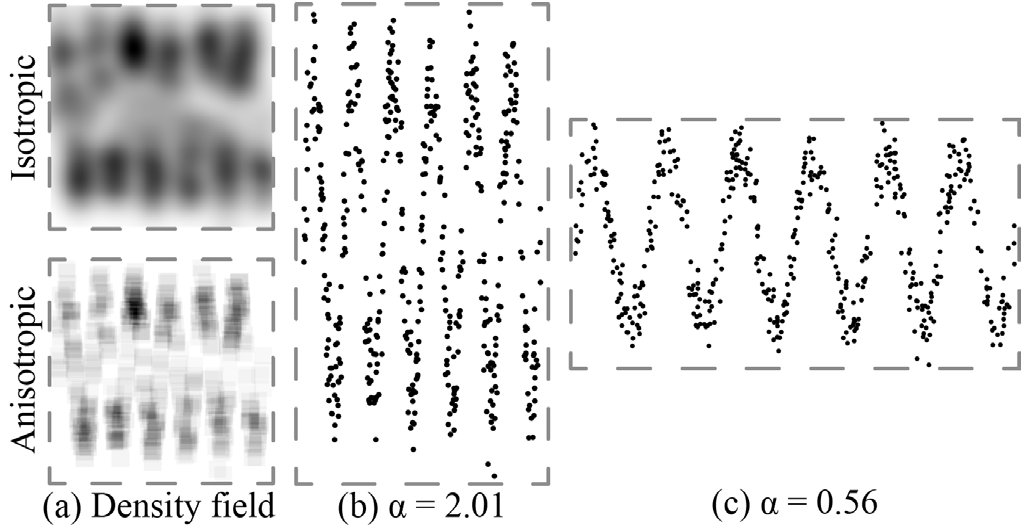 Isotropic
Anisotropic
(a) Density field
(b) α = 2.01
(c) α = 0.56